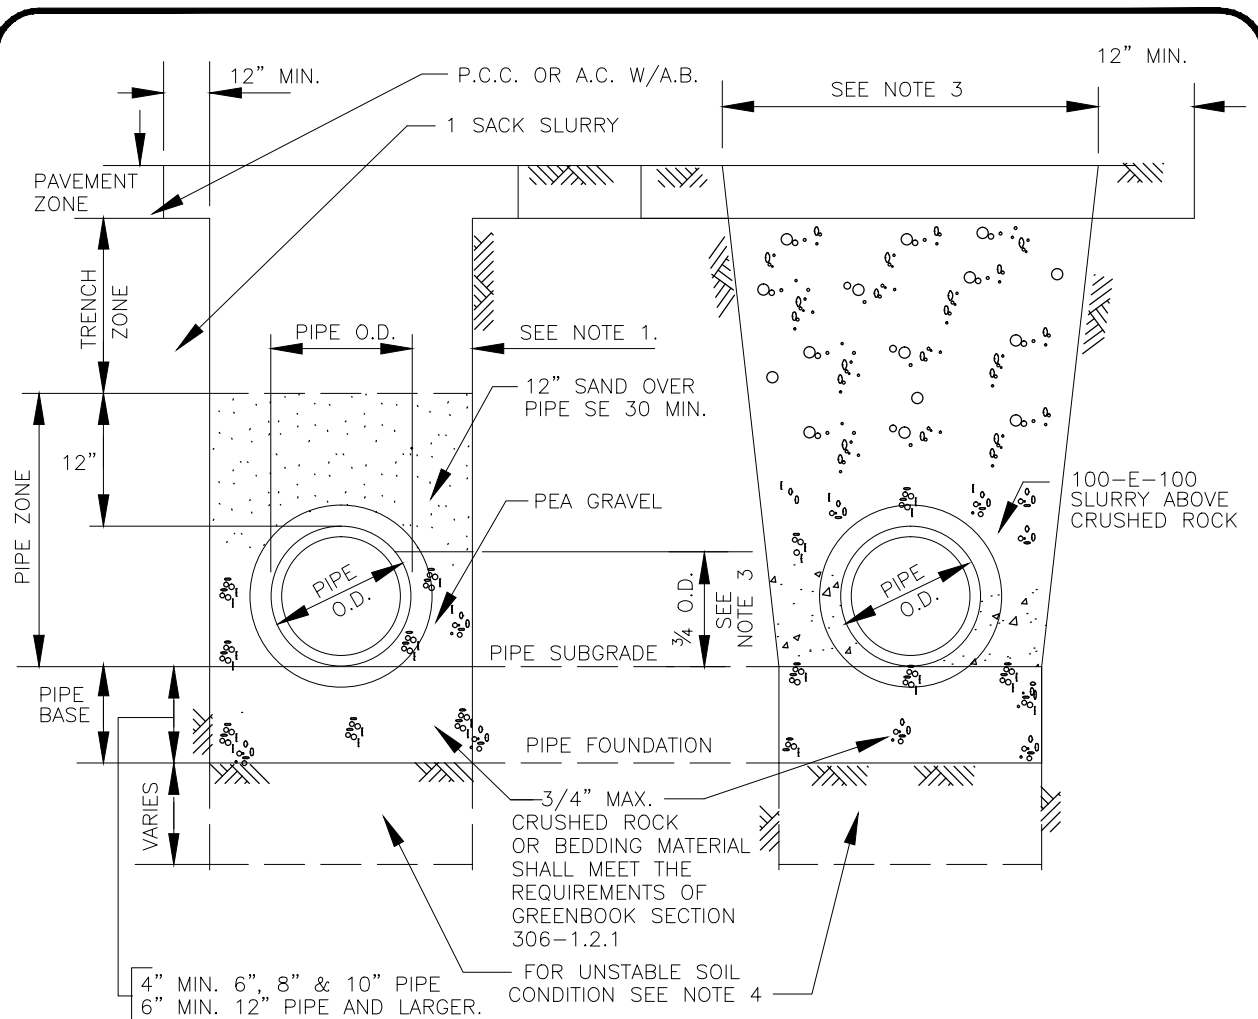 12" MIN.
P.C.C. OR A.C. W/A.B.
SEE NOTE 3
12" MIN.
1 SACK SLURRY
PAVEMENT
ZONE
TRENCH
ZONE
PIPE O.D.
SEE NOTE 1.
12" SAND OVER
PIPE SE 30 MIN.
12"
PIPE ZONE
PEA GRAVEL
100-E-100
SLURRY ABOVE
CRUSHED ROCK
PIPE
O.D.
3/4 O.D.
SEE
NOTE 3
PIPE
O.D.
PIPE SUBGRADE
PIPE
BASE
PIPE FOUNDATION
VARIES
3/4" MAX.
CRUSHED ROCK
OR BEDDING MATERIAL
SHALL MEET THE
REQUIREMENTS OF
GREENBOOK SECTION
306-1.2.1
FOR UNSTABLE SOIL
CONDITION SEE NOTE 4
4" MIN. 6", 8" & 10" PIPE
6" MIN. 12" PIPE AND LARGER.